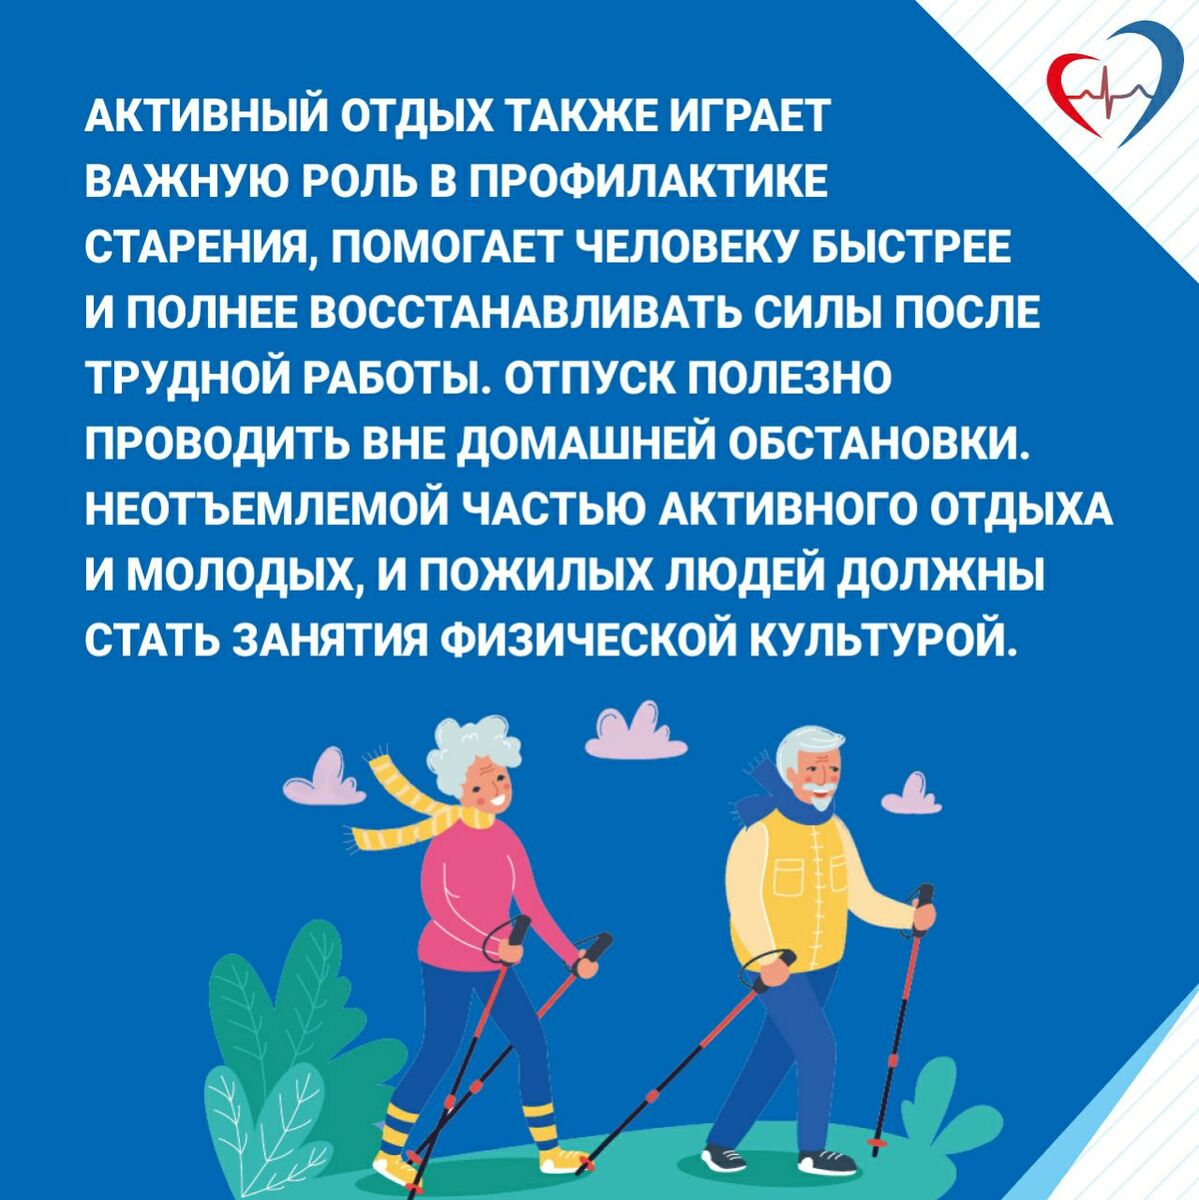 АКТИВНЫЙ ОТДЫХ ТАКЖЕ ИГРАЕТ
ВАЖНУЮ РОЛЬ В ПРОФИЛАКТИКЕ
СТАРЕНИЯ, ПОМОГАЕТ ЧЕЛОВЕКУ БЫСТРЕЕ
И ПОЛНЕЕ ВОССТАНАВЛИВАТЬ СИЛЫ ПОСЛЕ
ТРУДНОЙ РАБОТЫ. ОТПУСК ПОЛЕЗНО
ПРОВОДИТЬ ВНЕ ДОМАШНЕЙ ОБСТАНОВКИ.
НЕОТЪЕМЛЕМОЙ ЧАСТЬЮ АКТИВНОГО ОТДЫХА
И МОЛОДЫХ, И ПОЖИЛЫХ ЛЮДЕЙ ДОЛЖНЫ
СТАТЬ ЗАНЯТИЯ ФИЗИЧЕСКОЙ КУЛЬТУРОЙ.